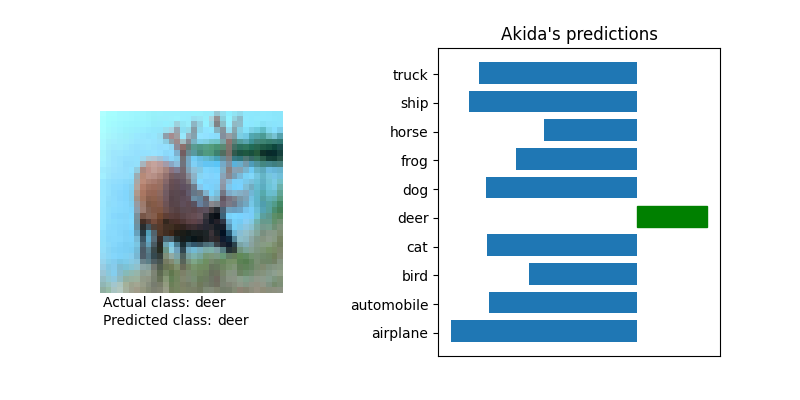 Akida's predictions
truck
ship
horse
frog
dog
deer
cat
bird
automobile
airplane
Actual class: deer
Predicted class: deer